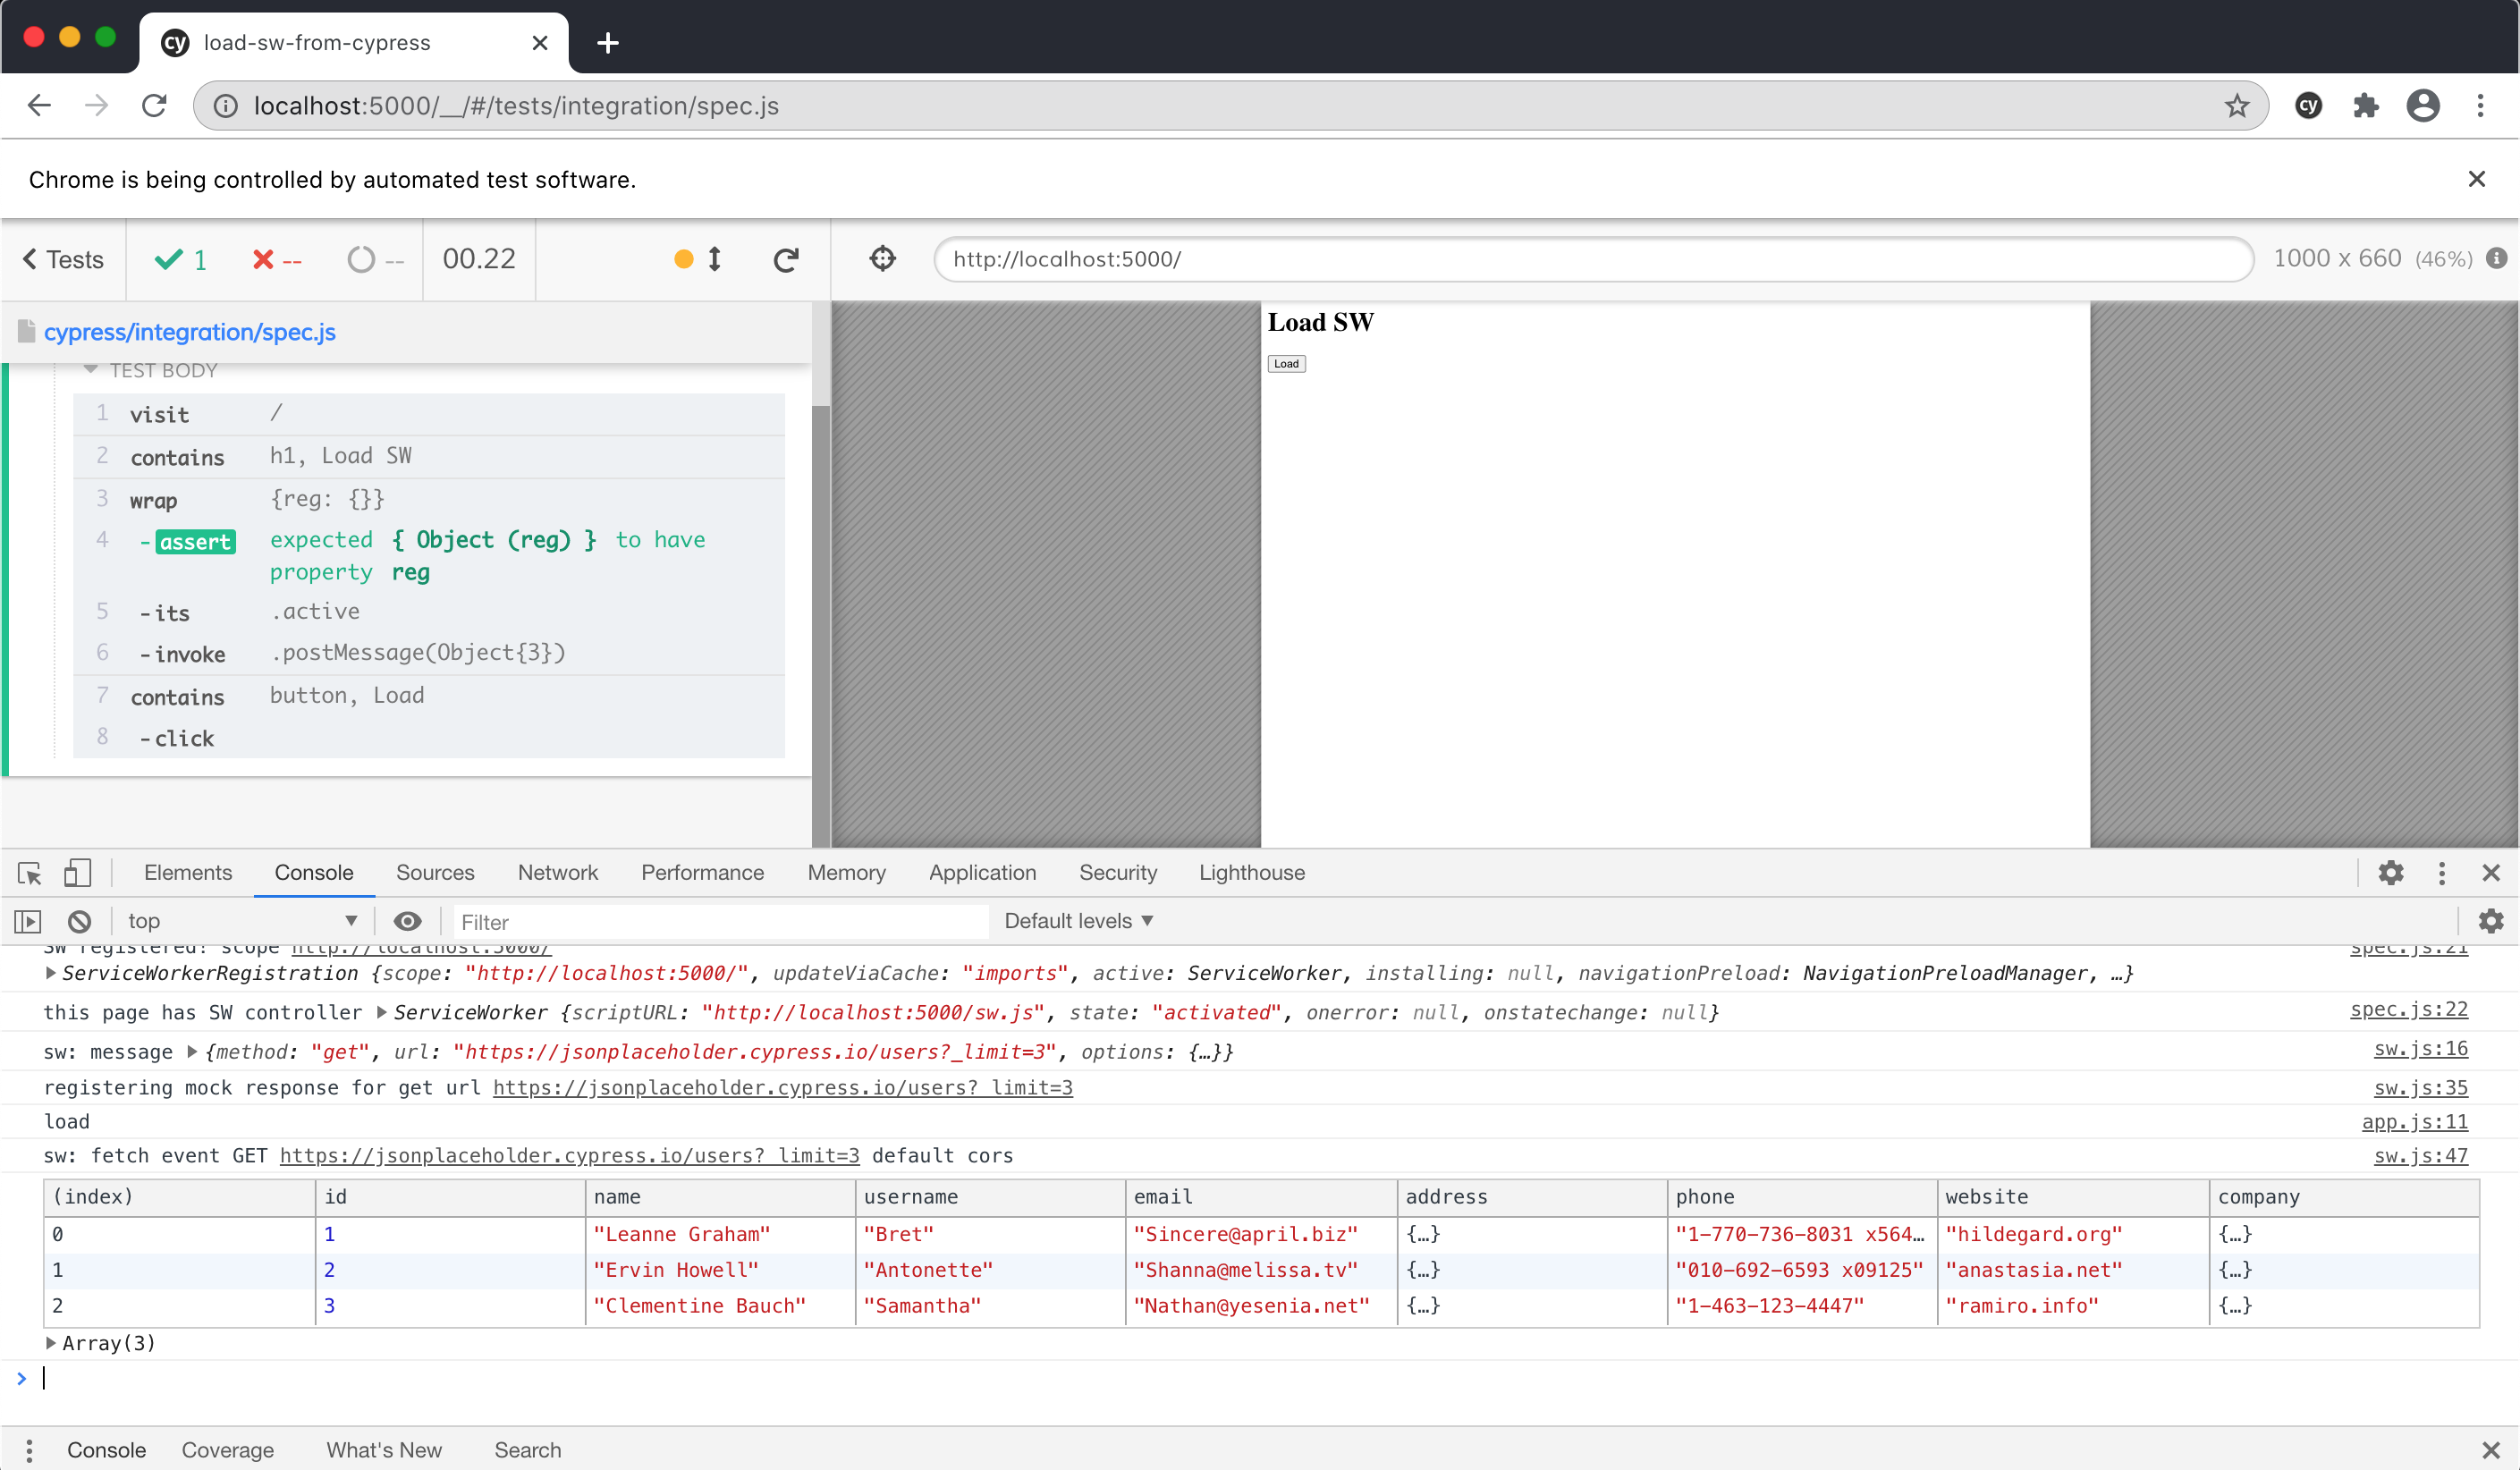 cy load-sw-from-cypress
localhost:5000/__/#/tests/integration/spec.js
cy
Chrome is being controlled by automated test software.
Tests 1 -- -- 00.22
http://localhost:5000/ 1000 x 660 (46%)
cypress/integration/spec.js
TEST BODY
1 visit /
2 contains h1, Load SW
3 wrap {reg: {}}
4 -assert expected { Object (reg) } to have
property reg
5 -its .active
6 -invoke .postMessage(Object{3})
7 contains button, Load
8 -click
Load SW
Load
Elements Console Sources Network Performance Memory Application Security Lighthouse
top Filter Default levels
SW registered! scope http://localhost:5000/ spec.js:21
ServiceWorkerRegistration {scope: "http://localhost:5000/", updateViaCache: "imports", active: ServiceWorker, installing: null, navigationPreload: NavigationPreloadManager, …}
this page has SW controller ServiceWorker {scriptURL: "http://localhost:5000/sw.js", state: "activated", onerror: null, onstatechange: null} spec.js:22
sw: message {method: "get", url: "https://jsonplaceholder.cypress.io/users?_limit=3", options: {…}} sw.js:16
registering mock response for get url https://jsonplaceholder.cypress.io/users?_limit=3 sw.js:35
load app.js:11
sw: fetch event GET https://jsonplaceholder.cypress.io/users?_limit=3 default cors sw.js:47
(index) id name username email address phone website company
0 1 "Leanne Graham" "Bret" "Sincere@april.biz" {…} "1-770-736-8031 x564… "hildegard.org" {…}
1 2 "Ervin Howell" "Antonette" "Shanna@melissa.tv" {…} "010-692-6593 x09125" "anastasia.net" {…}
2 3 "Clementine Bauch" "Samantha" "Nathan@yesenia.net" {…} "1-463-123-4447" "ramiro.info" {…}
Array(3)
Console Coverage What's New Search